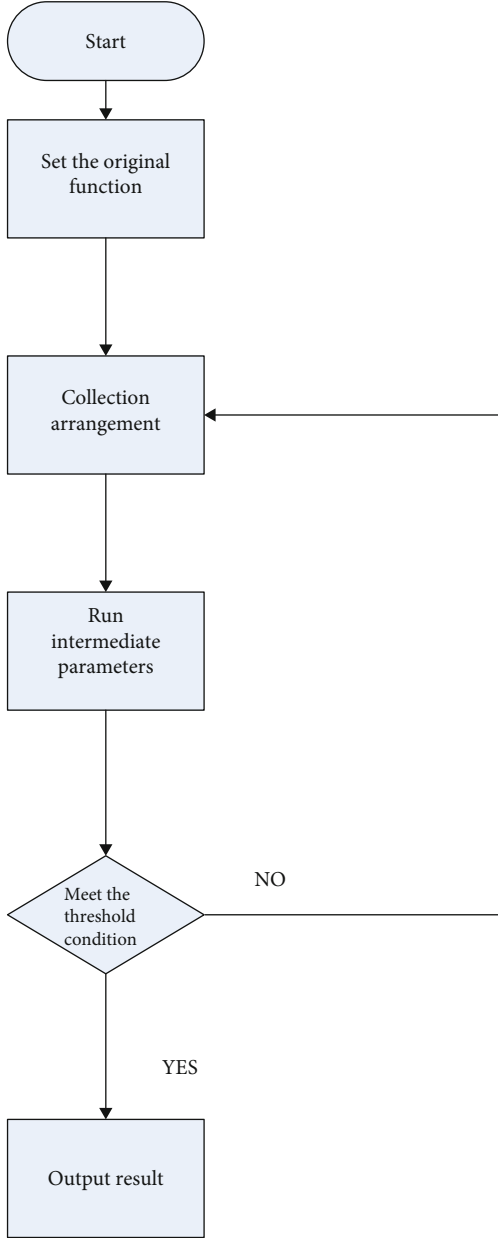 Start
Set the original
function
Collection
arrangement
Run
intermediate
parameters
Meet the
threshold
condition
NO
YES
Output result